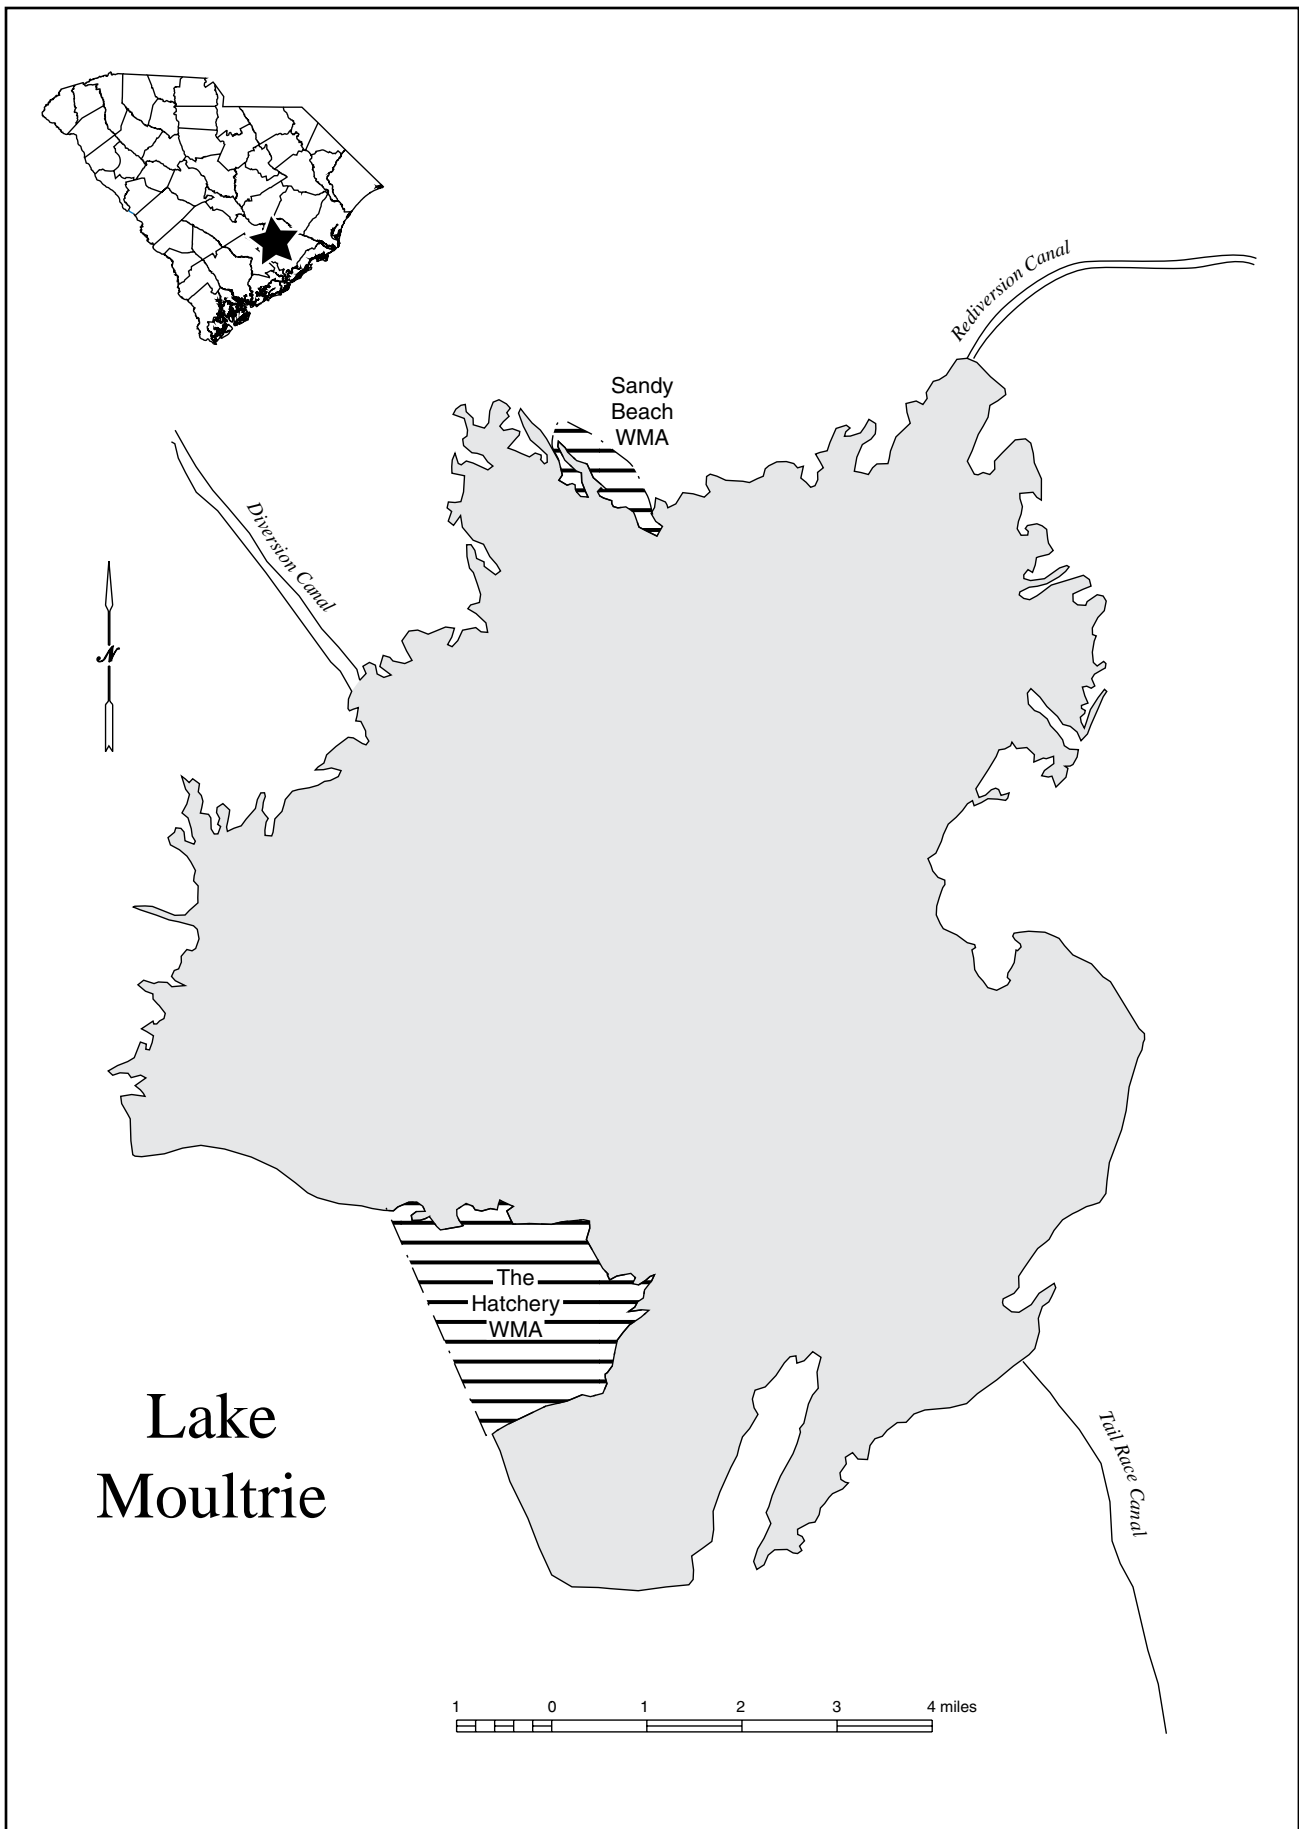 Rediversion Canal
Sandy
Beach
WMA
Diversion Canal
N
The
Hatchery
WMA
Lake
Moultrie
Tail Race Canal
1 0 1 2 3 4 miles